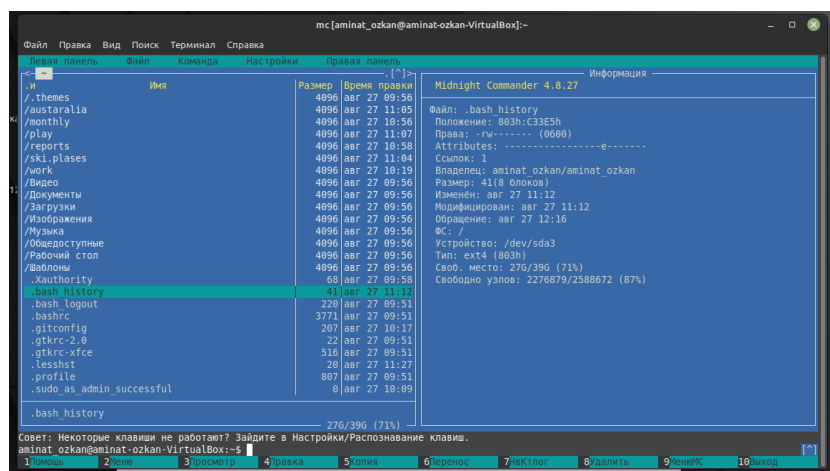 mc [aminat_ozkan@aminat-ozkan-VirtualBox]:~
Файл Правка Вид Поиск Терминал Справка
Левая панель Файл Команда Настройки Правая панель
<- ~ .[^]>
.и Имя Размер Время правки
/.themes 4096 авг 27 09:56
/austaralia 4096 авг 27 11:05
/monthly 4096 авг 27 10:56
/play 4096 авг 27 11:07
/reports 4096 авг 27 10:58
/ski.plases 4096 авг 27 11:04
/work 4096 авг 27 10:19
/Видео 4096 авг 27 09:56
/Документы 4096 авг 27 09:56
/Загрузки 4096 авг 27 09:56
/Изображения 4096 авг 27 09:56
/Музыка 4096 авг 27 09:56
/Общедоступные 4096 авг 27 09:56
/Рабочий стол 4096 авг 27 09:56
/Шаблоны 4096 авг 27 09:56
.Xauthority 68 авг 27 09:58
.bash_history 41 авг 27 11:12
.bash_logout 220 авг 27 09:51
.bashrc 3771 авг 27 09:51
.gitconfig 207 авг 27 10:17
.gtkrc-2.0 22 авг 27 09:51
.gtkrc-xfce 516 авг 27 09:51
.lesshst 20 авг 27 11:27
.profile 807 авг 27 09:51
.sudo_as_admin_successful 0 авг 27 10:09
.bash_history
27G/39G (71%)
Информация
Midnight Commander 4.8.27
Файл: .bash_history
Положение: 803h:C33E5h
Права: -rw------- (0600)
Attributes: -----------------e-------
Ссылок: 1
Владелец: aminat_ozkan/aminat_ozkan
Размер: 41(8 блоков)
Изменён: авг 27 11:12
Модифицирован: авг 27 11:12
Обращение: авг 27 12:16
ФС: /
Устройство: /dev/sda3
Тип: ext4 (803h)
Своб. место: 27G/39G (71%)
Свободно узлов: 2276879/2588672 (87%)
Совет: Некоторые клавиши не работают? Зайдите в Настройки/Распознавание клавиш.
aminat_ozkan@aminat-ozkan-VirtualBox:~$ [^]
1Помощь 2Меню 3Просмотр 4Правка 5Копия 6Перенос 7НвКтлог 8Удалить 9МенюМС 10Выход